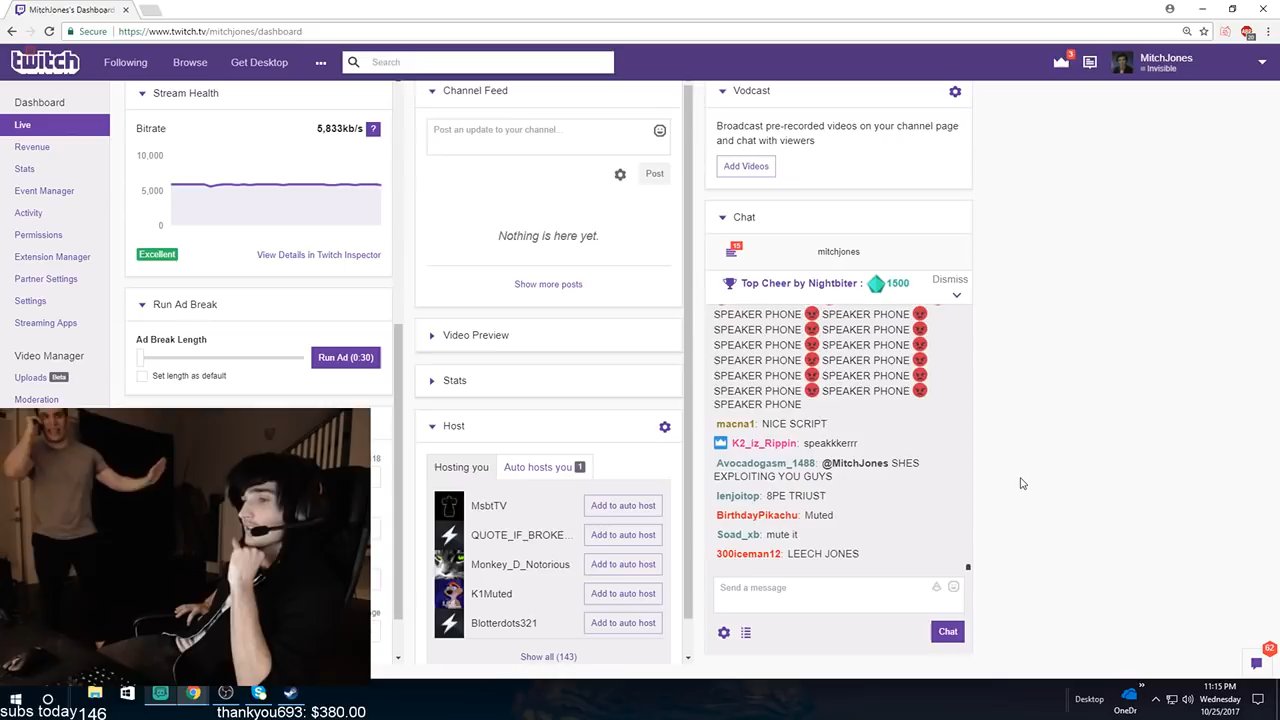 MitchJones's Dashboard
Secure
https://www.twitch.tv/mitchjones/dashboard
twitch
Following
Browse
Get Desktop
Search
3
MitchJones
Invisible
Dashboard
Live
Revenue
Stats
Event Manager
Activity
Permissions
Extension Manager
Partner Settings
Settings
Streaming Apps
Video Manager
Uploads Beta
Moderation
Stream Health
Bitrate
5,833kb/s ?
10,000
5,000
0
Excellent
View Details in Twitch Inspector
Run Ad Break
Ad Break Length
Run Ad (0:30)
Set length as default
Channel Feed
Post an update to your channel...
Post
Nothing is here yet.
Show more posts
Video Preview
Stats
Host
Hosting you
Auto hosts you 1
MsbtTV
Add to auto host
QUOTE_IF_BROKE...
Add to auto host
Monkey_D_Notorious
Add to auto host
K1Muted
Add to auto host
Blotterdots321
Add to auto host
Show all (143)
Vodcast
Broadcast pre-recorded videos on your channel page
and chat with viewers
Add Videos
Chat
15
mitchjones
Top Cheer by Nightbiter : 1500
Dismiss
SPEAKER PHONE SPEAKER PHONE
SPEAKER PHONE SPEAKER PHONE
SPEAKER PHONE SPEAKER PHONE
SPEAKER PHONE SPEAKER PHONE
SPEAKER PHONE SPEAKER PHONE
SPEAKER PHONE SPEAKER PHONE
SPEAKER PHONE
macna1: NICE SCRIPT
K2_iz_Rippin: speakkkerrr
Avocadogasm_1488: @MitchJones SHES
EXPLOITING YOU GUYS
lenjoitop: 8PE TRIUST
BirthdayPikachu: Muted
Soad_xb: mute it
300iceman12: LEECH JONES
Send a message
Chat
62
subs today 146
thankyou693: $380.00
Desktop
OneDr
11:15 PM
Wednesday
10/25/2017